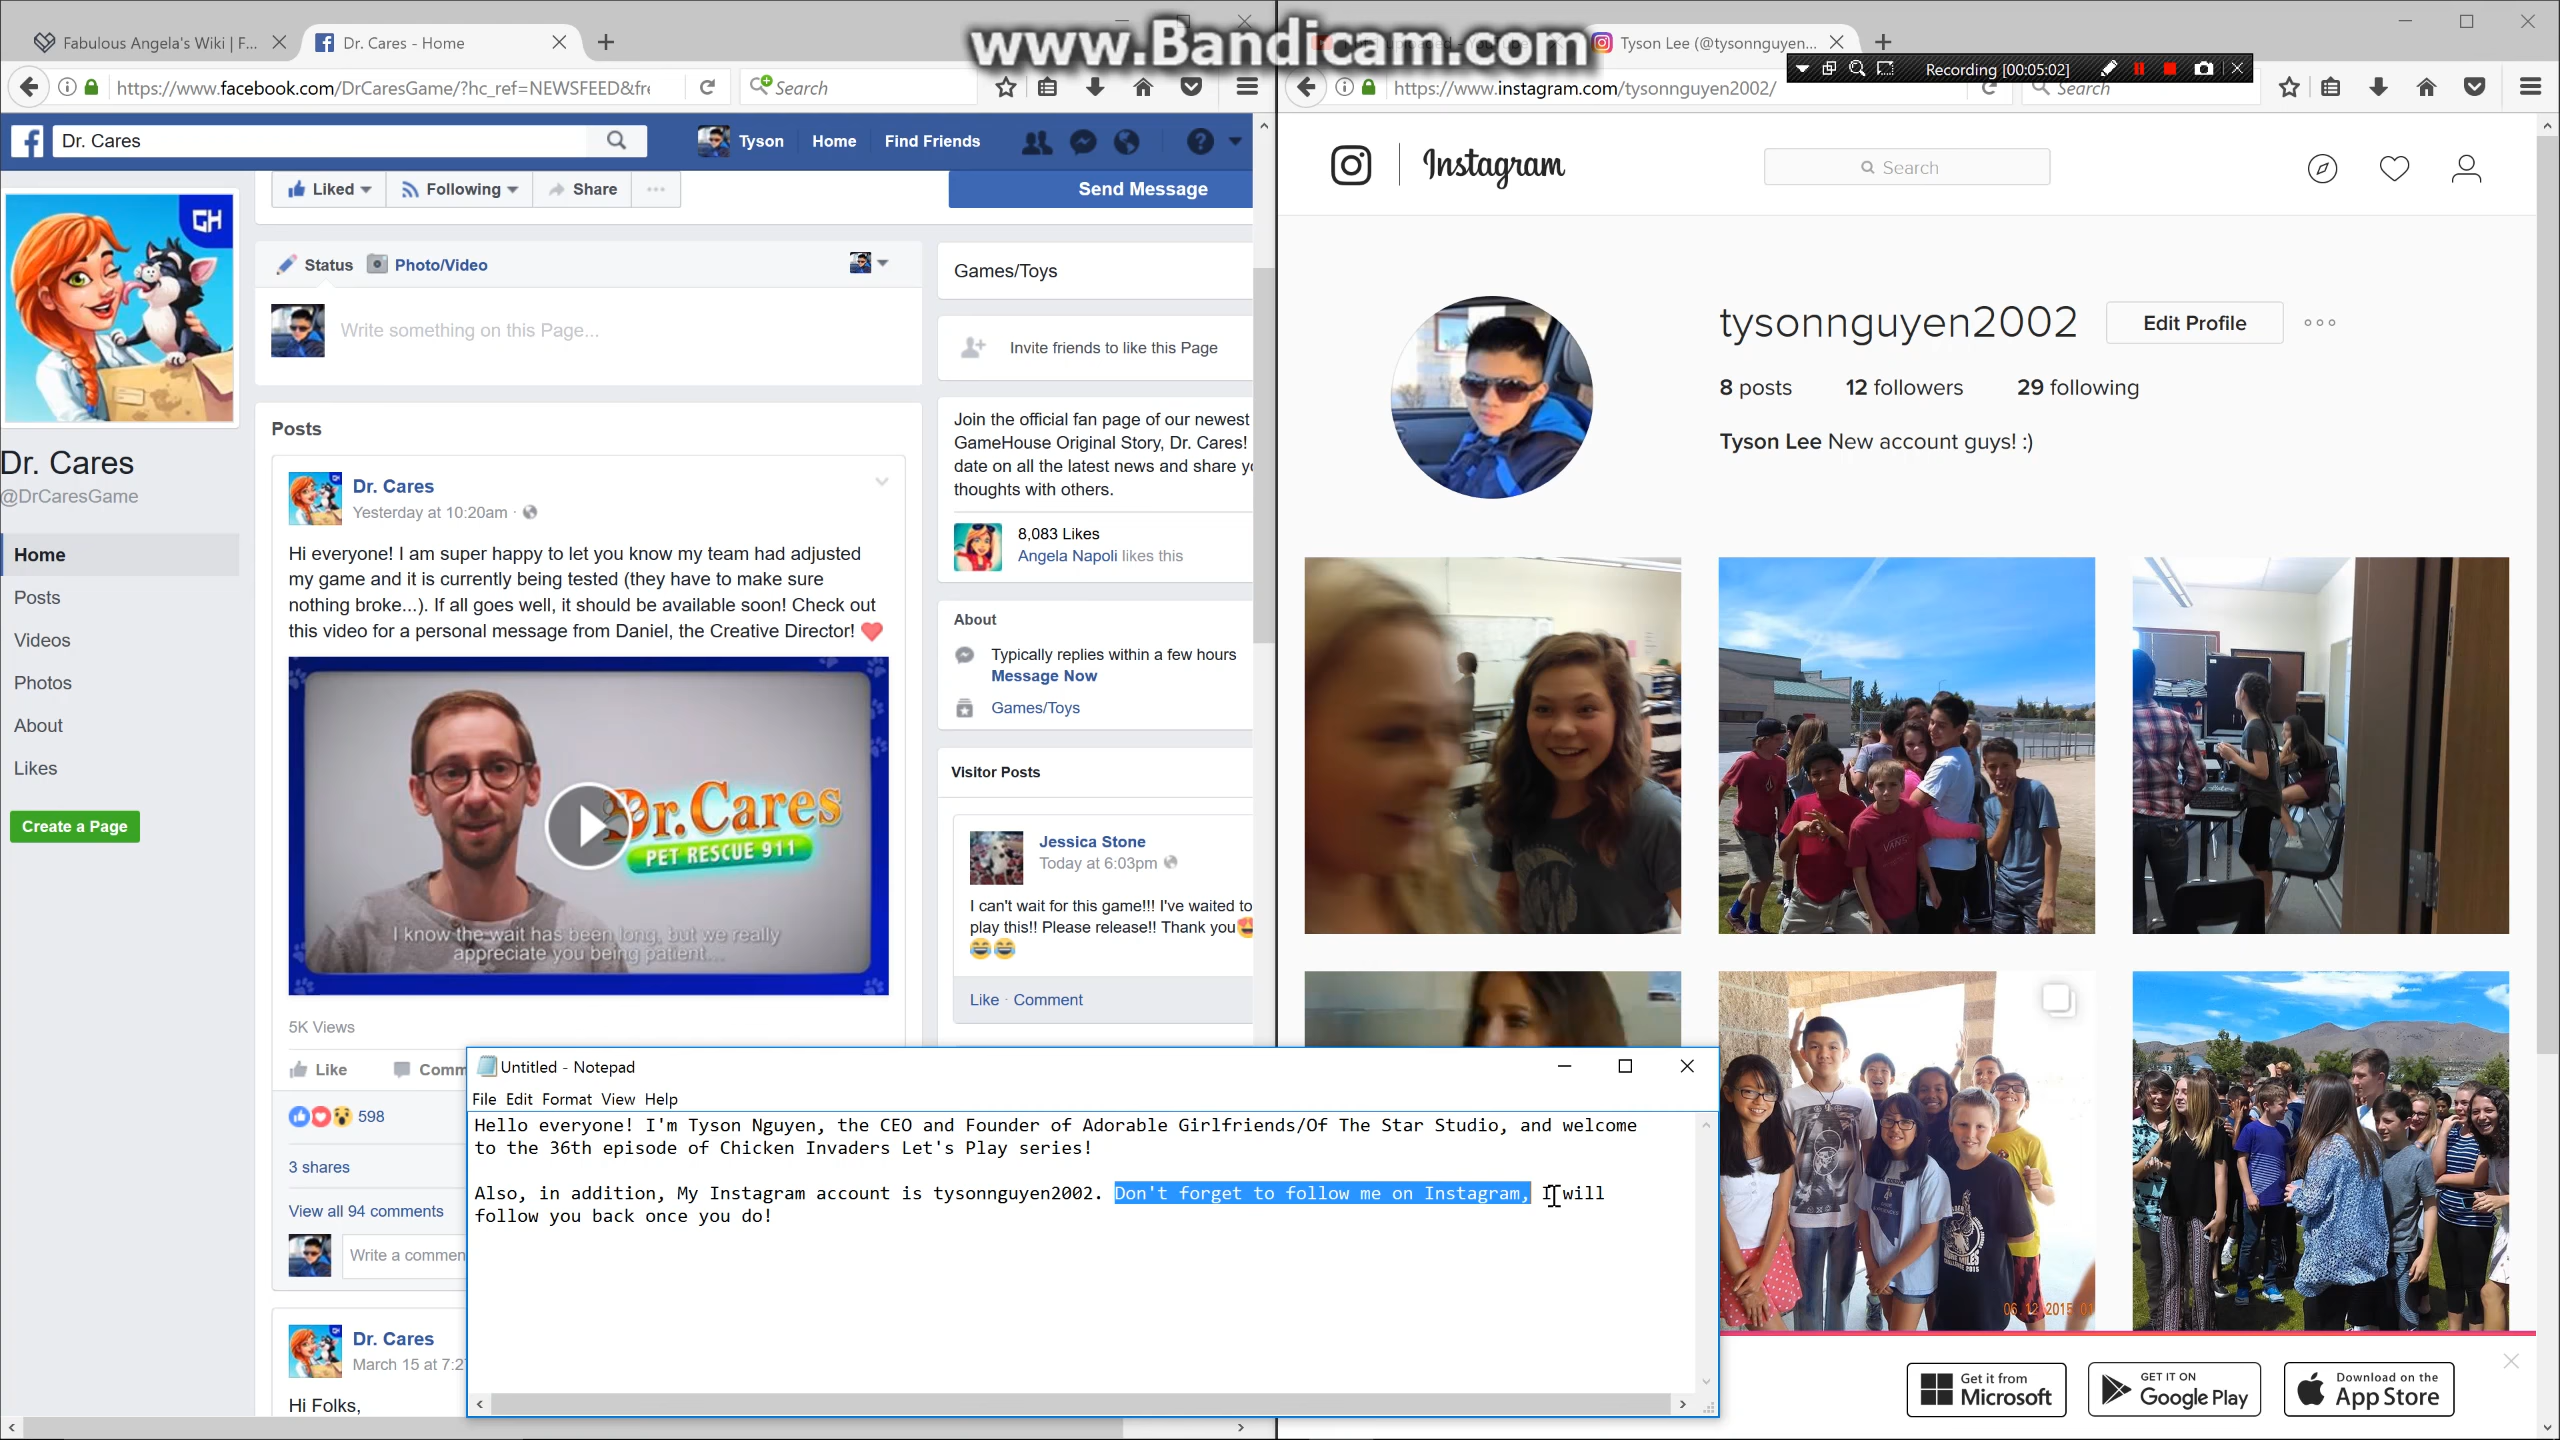 www.Bandicam.com
Fabulous Angela's Wiki | F...
Dr. Cares - Home
https://www.facebook.com/DrCaresGame/?hc_ref=NEWSFEED&fre
Search
Dr. Cares
Tyson
Home
Find Friends
Liked
Following
Share
Send Message
GH
Status
Photo/Video
Write something on this Page...
Posts
Dr. Cares
@DrCaresGame
Home
Posts
Videos
Photos
About
Likes
Create a Page
Dr. Cares
Yesterday at 10:20am ·
Hi everyone! I am super happy to let you know my team had adjusted
my game and it is currently being tested (they have to make sure
nothing broke...). If all goes well, it should be available soon! Check out
this video for a personal message from Daniel, the Creative Director!
Dr.Cares
PET RESCUE 911
I know the wait has been long, but we really
appreciate you being patient...
5K Views
Like
Comm
598
3 shares
View all 94 comments
Write a commen
Dr. Cares
March 15 at 7:2
Hi Folks,
Games/Toys
Invite friends to like this Page
Join the official fan page of our newest
GameHouse Original Story, Dr. Cares!
date on all the latest news and share yo
thoughts with others.
8,083 Likes
Angela Napoli likes this
About
Typically replies within a few hours
Message Now
Games/Toys
Visitor Posts
Jessica Stone
Today at 6:03pm
I can't wait for this game!!! I've waited to
play this!! Please release!! Thank you
Like · Comment
Untitled - Notepad
File Edit Format View Help
Hello everyone! I'm Tyson Nguyen, the CEO and Founder of Adorable Girlfriends/Of The Star Studio, and welcome
to the 36th episode of Chicken Invaders Let's Play series!
Also, in addition, My Instagram account is tysonnguyen2002. Don't forget to follow me on Instagram, I will
follow you back once you do!
Tyson Lee (@tysonnguyen...
Recording [00:05:02]
https://www.instagram.com/tysonnguyen2002/
Search
Instagram
Search
tysonnguyen2002
Edit Profile
8 posts
12 followers
29 following
Tyson Lee New account guys! :)
Get it from
Microsoft
GET IT ON
Google Play
Download on the
App Store